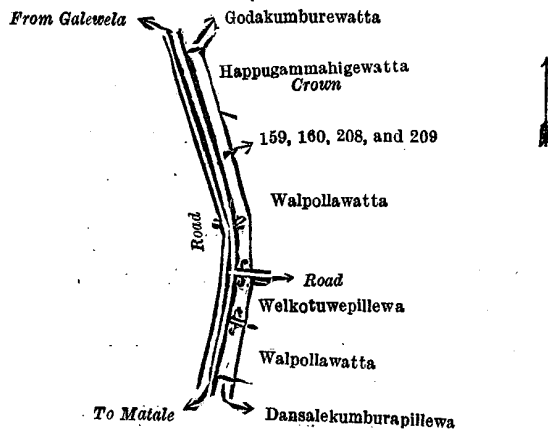 From Galewela
Godakumburewatta
Happugammahigewatta
Crown
159, 160, 208, and 209
Walpollawatta
Road
Road
Welkotuwepillewa
Walpollawatta
To Matale
Dansalekumburapillewa